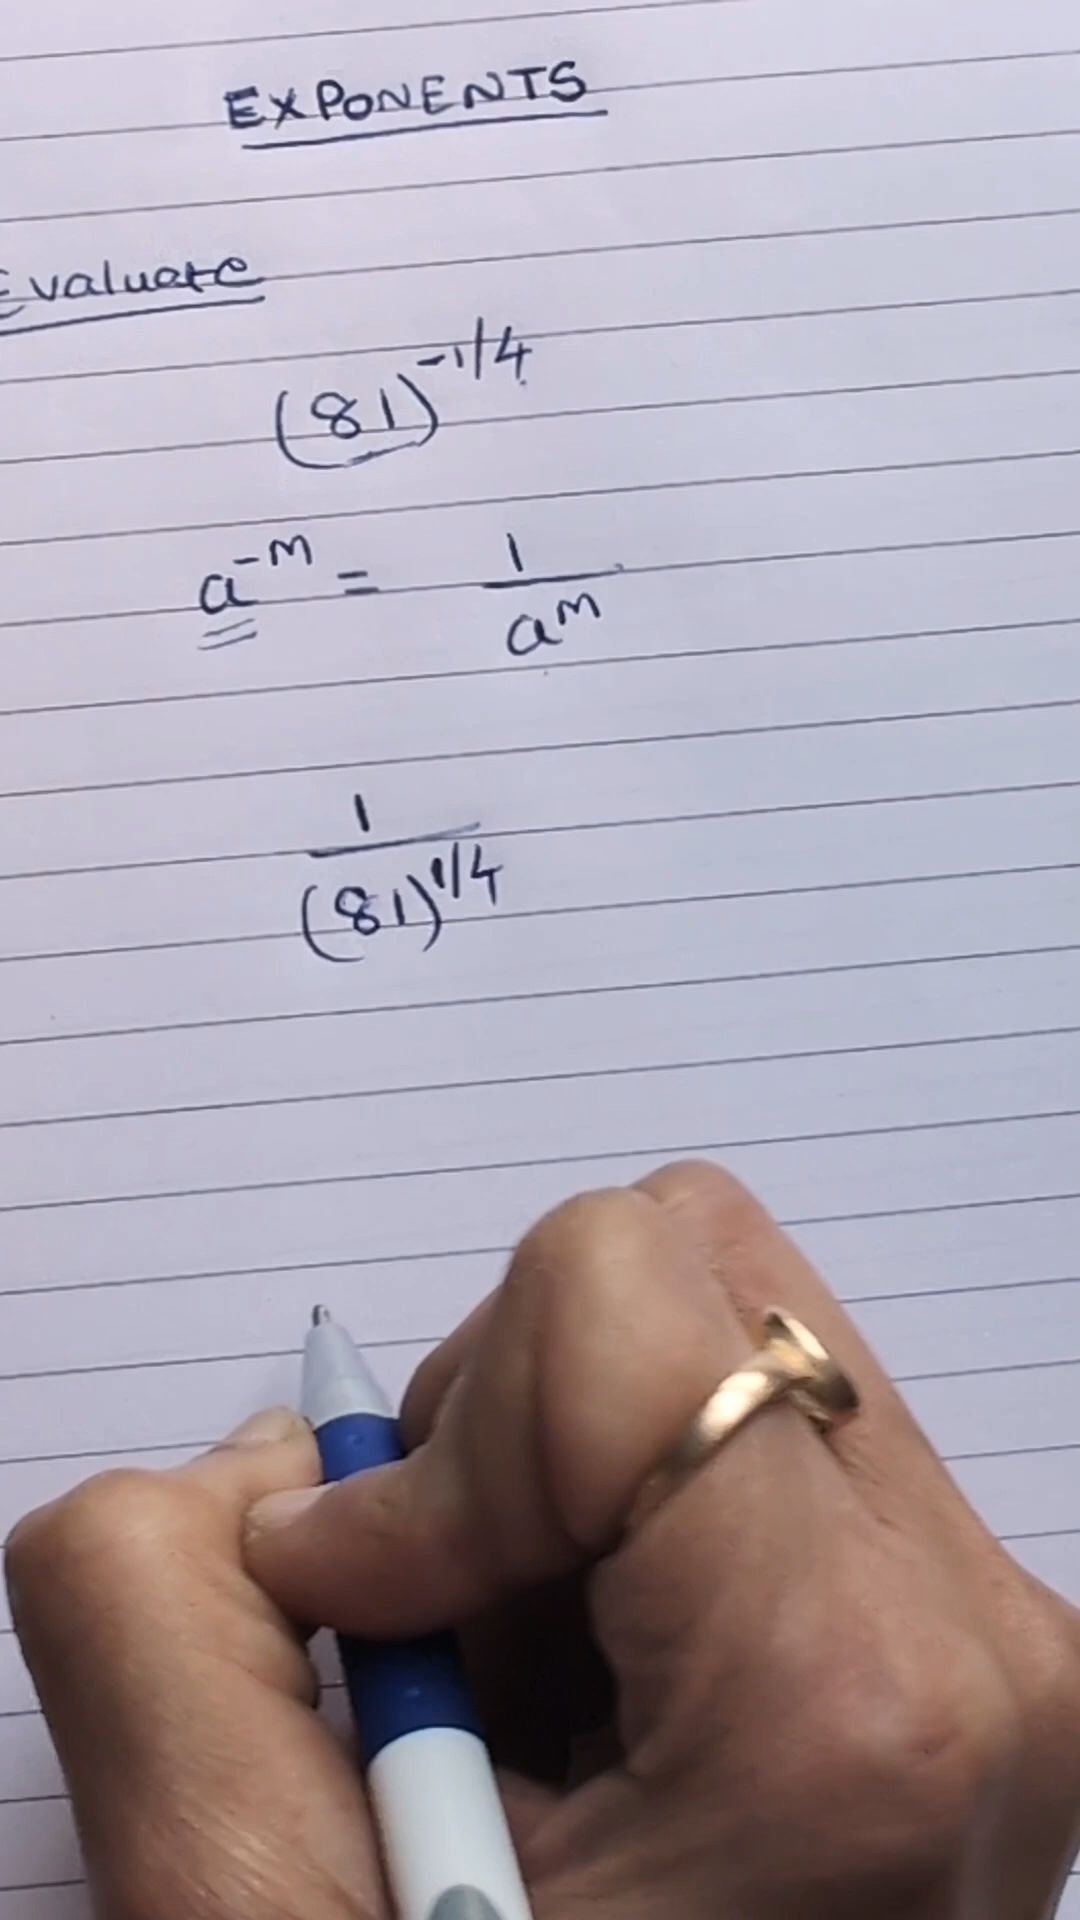 EXPONENTS
Evaluate
(81)^-1/4
a^-m = 1/a^m
1/(81)^1/4